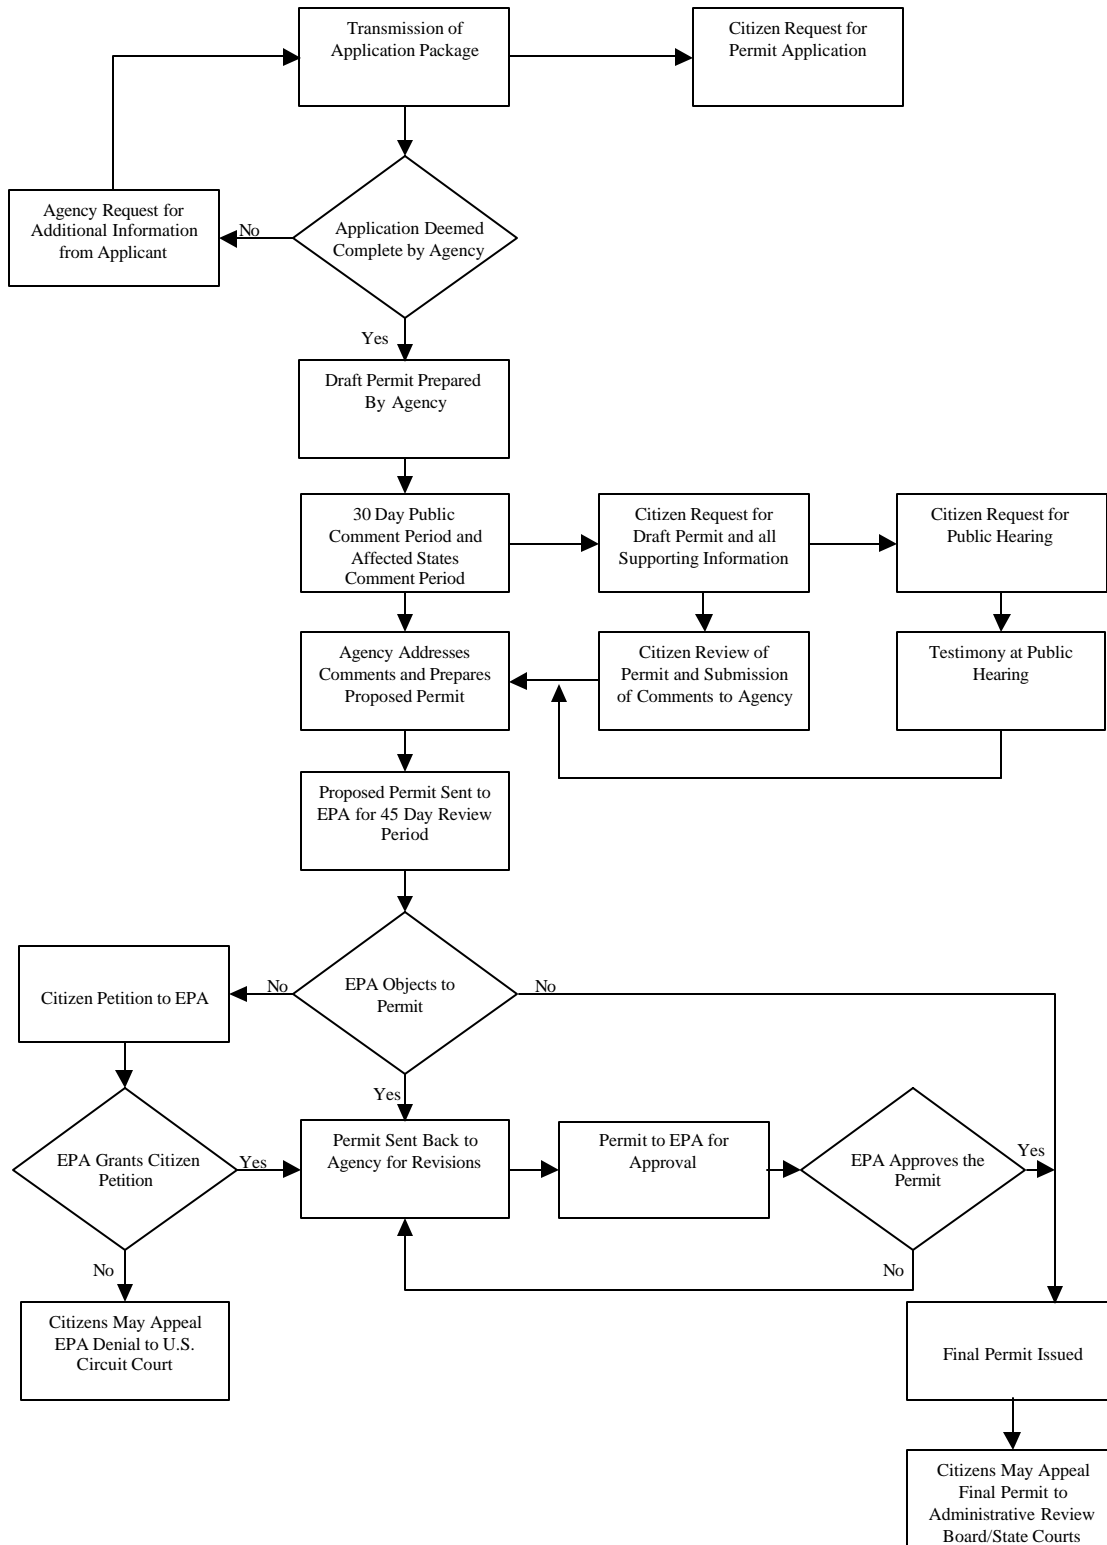 Transmission of
Application Package
Citizen Request for
Permit Application
Agency Request for
Additional Information
from Applicant
No
Application Deemed
Complete by Agency
Yes
Draft Permit Prepared
By Agency
30 Day Public
Comment Period and
Affected States
Comment Period
Citizen Request for
Draft Permit and all
Supporting Information
Citizen Request for
Public Hearing
Agency Addresses
Comments and Prepares
Proposed Permit
Citizen Review of
Permit and Submission
of Comments to Agency
Testimony at Public
Hearing
Proposed Permit Sent to
EPA for 45 Day Review
Period
Citizen Petition to EPA
No
EPA Objects to
Permit
No
Yes
EPA Grants Citizen
Petition
Yes
Permit Sent Back to
Agency for Revisions
Permit to EPA for
Approval
EPA Approves the
Permit
Yes
No
No
Citizens May Appeal
EPA Denial to U.S.
Circuit Court
Final Permit Issued
Citizens May Appeal
Final Permit to
Administrative Review
Board/State Courts